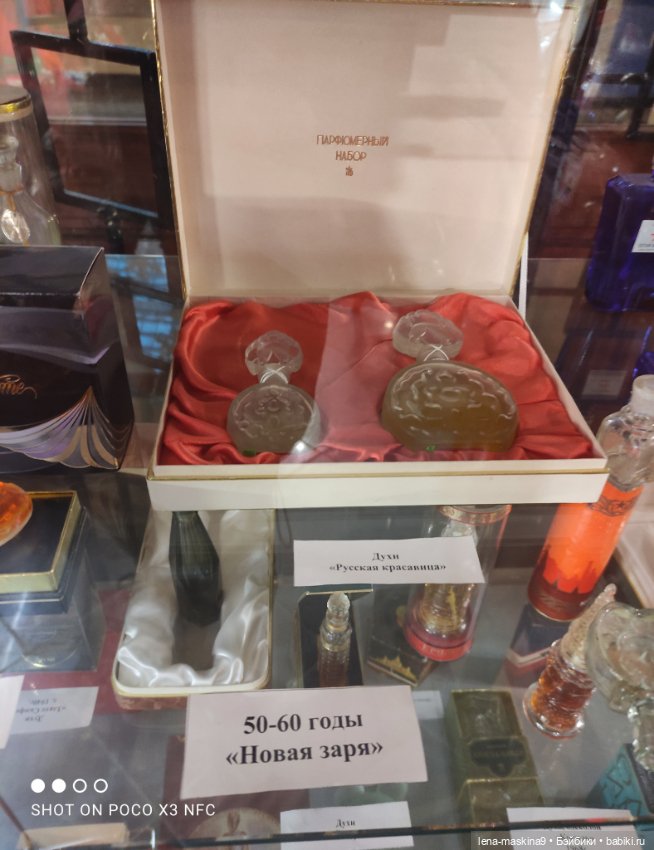 ПАРФЮМЕРНЫЙ
НАБОР
Духи
«Русская красавица»
50-60 годы
«Новая заря»
Духи
SHOT ON POCO X3 NFC
lena-maskina9 • Бэйбики • babiki.ru